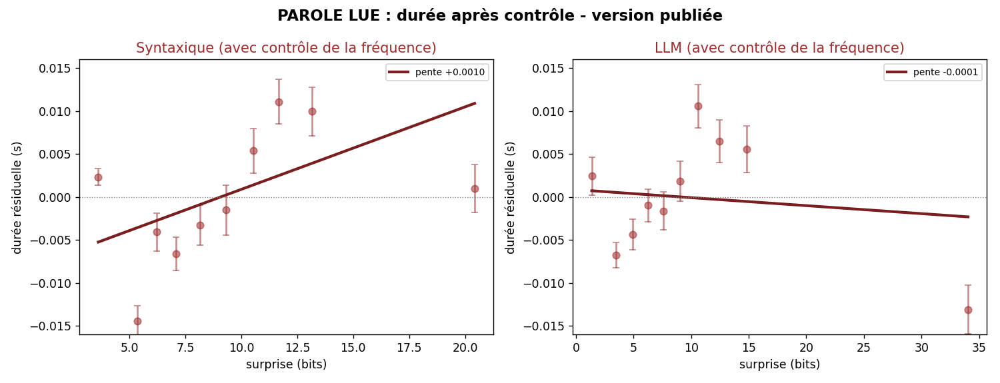 PAROLE LUE : durée après contrôle - version publiée
Syntaxique (avec contrôle de la fréquence)
pente +0.0010
0.015
0.010
0.005
0.000
−0.005
−0.010
−0.015
durée résiduelle (s)
5.0 7.5 10.0 12.5 15.0 17.5 20.0
surprise (bits)
LLM (avec contrôle de la fréquence)
pente -0.0001
0.015
0.010
0.005
0.000
−0.005
−0.010
−0.015
durée résiduelle (s)
0 5 10 15 20 25 30 35
surprise (bits)